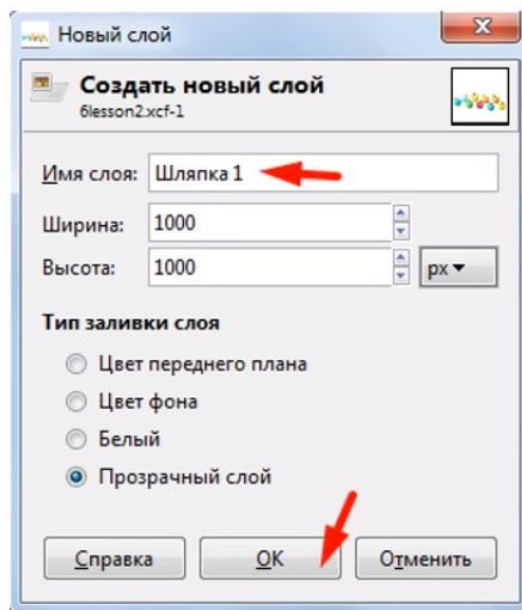 Новый слой
Создать новый слой
6lesson2.xcf-1
Имя слоя: Шляпка 1
Ширина: 1000
Высота: 1000 px
Тип заливки слоя
Цвет переднего плана
Цвет фона
Белый
Прозрачный слой
Справка OK Отменить